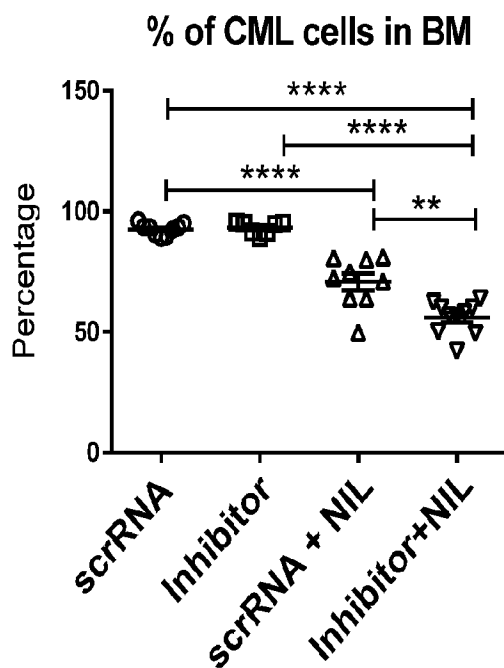 % of CML cells in BM
150
100
50
0
Percentage
****
****
****
**
scrRNA
Inhibitor
scrRNA + NIL
Inhibitor+NIL